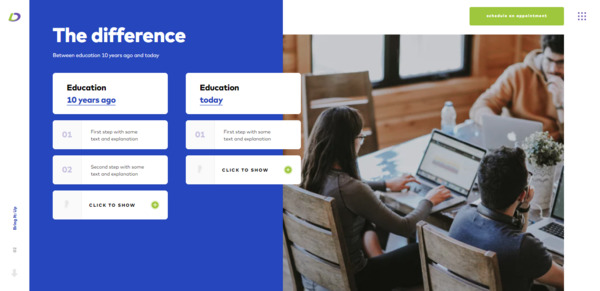 schedule an appointment
The difference
Between education 10 years ago and today
Education
10 years ago
Education
today
01
First step with some
text and explanation
01
First step with some
text and explanation
02
Second step with some
text and explanation
CLICK TO SHOW
CLICK TO SHOW
Bring Me Up